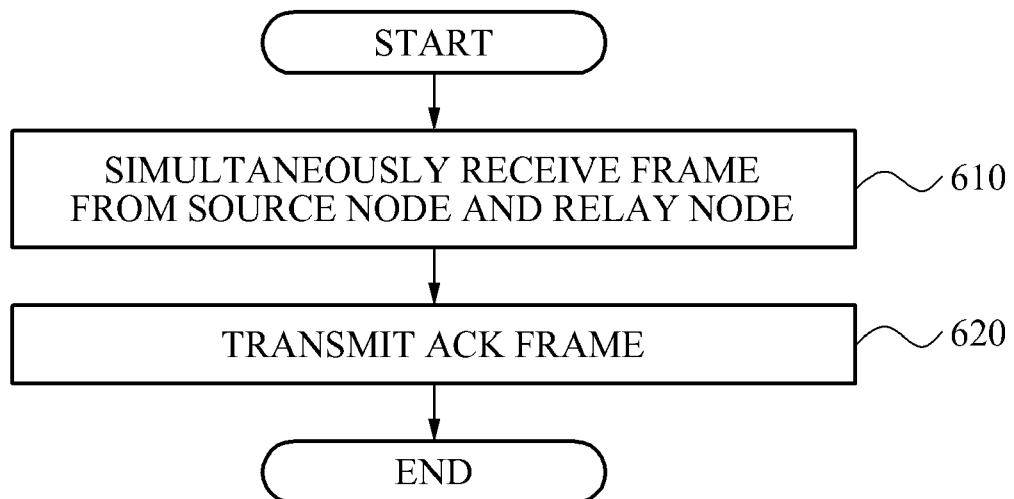 START
SIMULTANEOUSLY RECEIVE FRAME
FROM SOURCE NODE AND RELAY NODE
610
TRANSMIT ACK FRAME
620
END